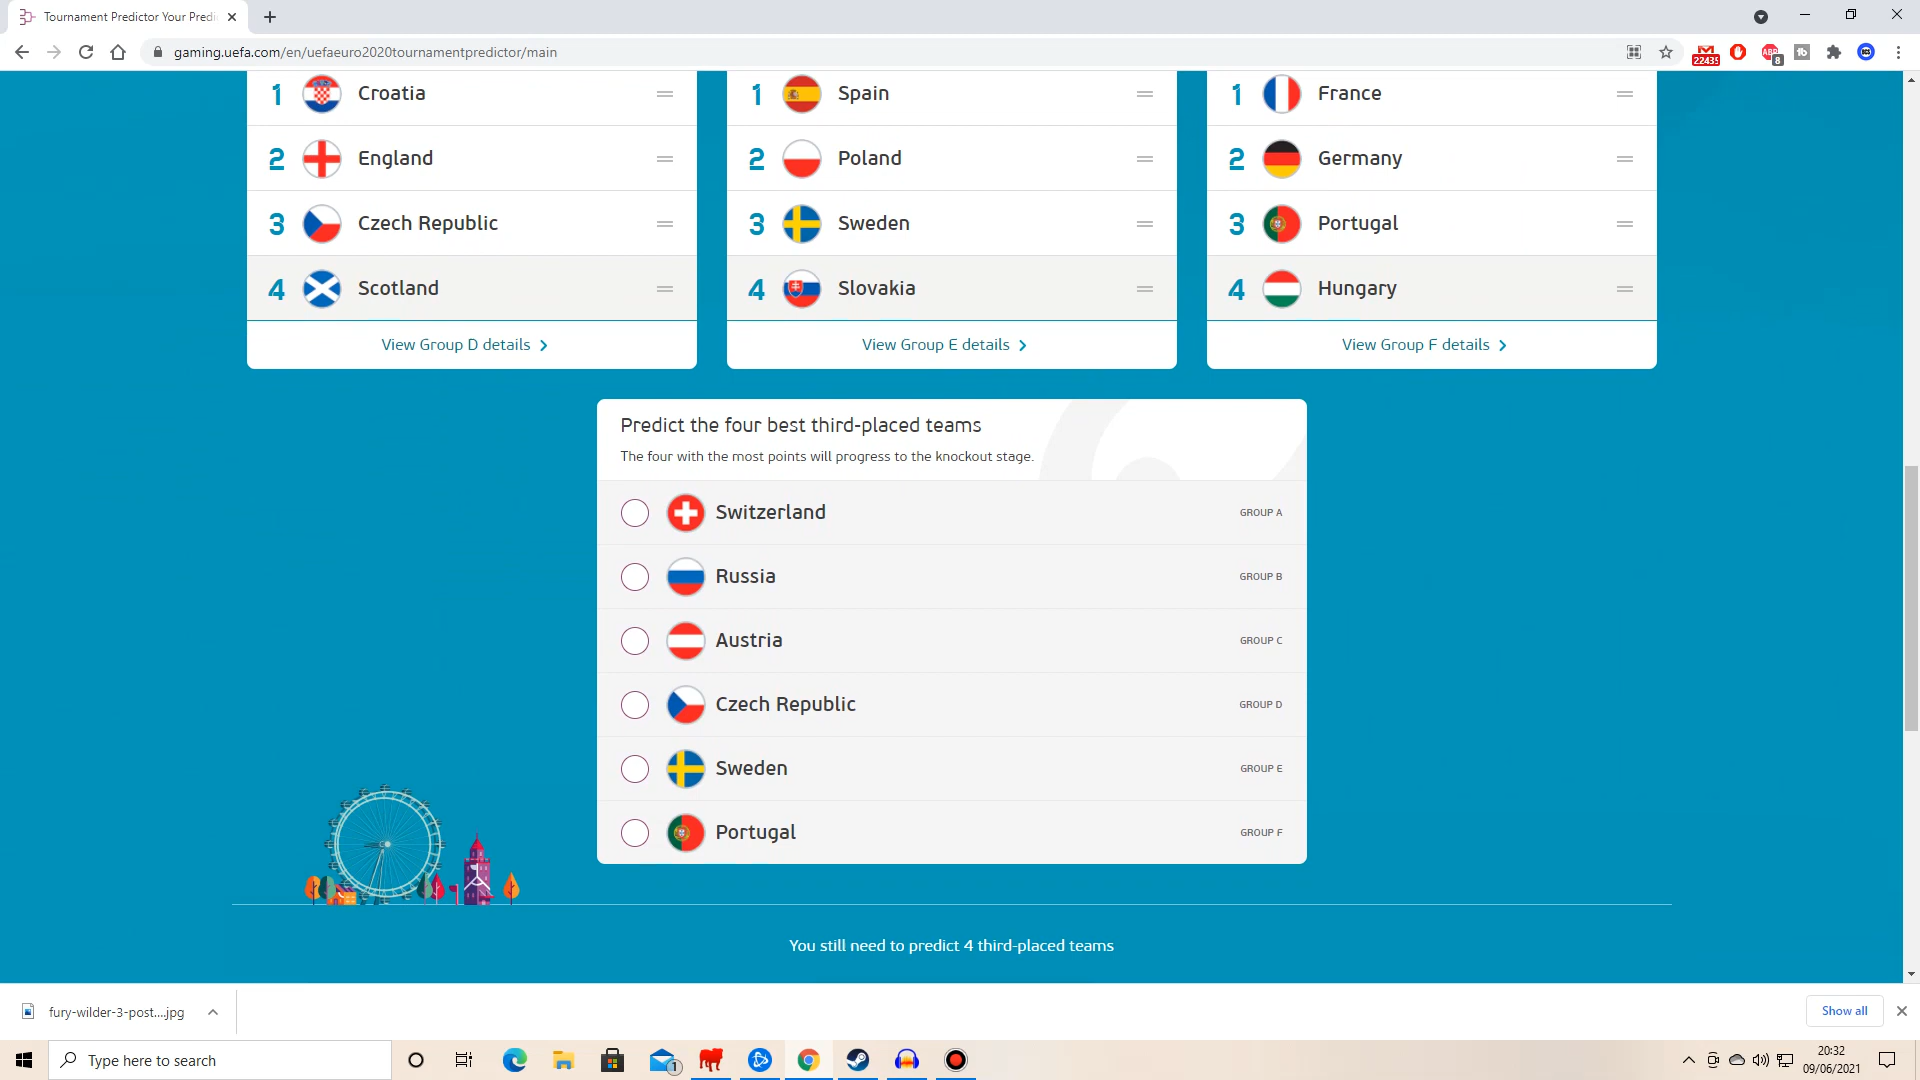 Tournament Predictor Your Predi
gaming.uefa.com/en/uefaeuro2020tournamentpredictor/main
22435
ABP
8
1 Croatia
2 England
3 Czech Republic
4 Scotland
View Group D details
1 Spain
2 Poland
3 Sweden
4 Slovakia
View Group E details
1 France
2 Germany
3 Portugal
4 Hungary
View Group F details
Predict the four best third-placed teams
The four with the most points will progress to the knockout stage.
Switzerland GROUP A
Russia GROUP B
Austria GROUP C
Czech Republic GROUP D
Sweden GROUP E
Portugal GROUP F
You still need to predict 4 third-placed teams
fury-wilder-3-post....jpg
Show all
Type here to search
1
20:32
09/06/2021